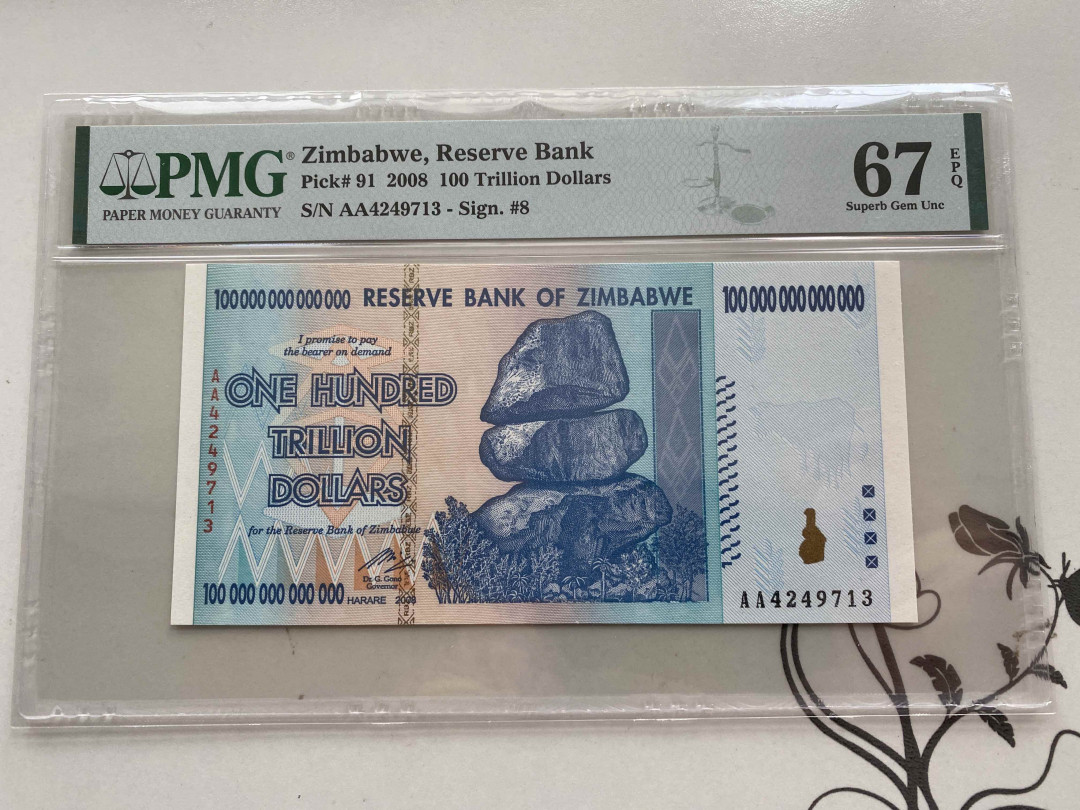 PMG®
PAPER MONEY GUARANTY
Zimbabwe, Reserve Bank
Pick# 91 2008 100 Trillion Dollars
S/N AA4249713 - Sign. #8
67
EPQ
Superb Gem Unc
100 000 000 000 000 RESERVE BANK OF ZIMBABWE 100 000 000 000 000
I promise to pay
the bearer on demand
ONE HUNDRED
TRILLION
DOLLARS
AA4249713
for the Reserve Bank of Zimbabwe
Dr. G. Gono
Governor
100 000 000 000 000 HARARE 2008
AA4249713